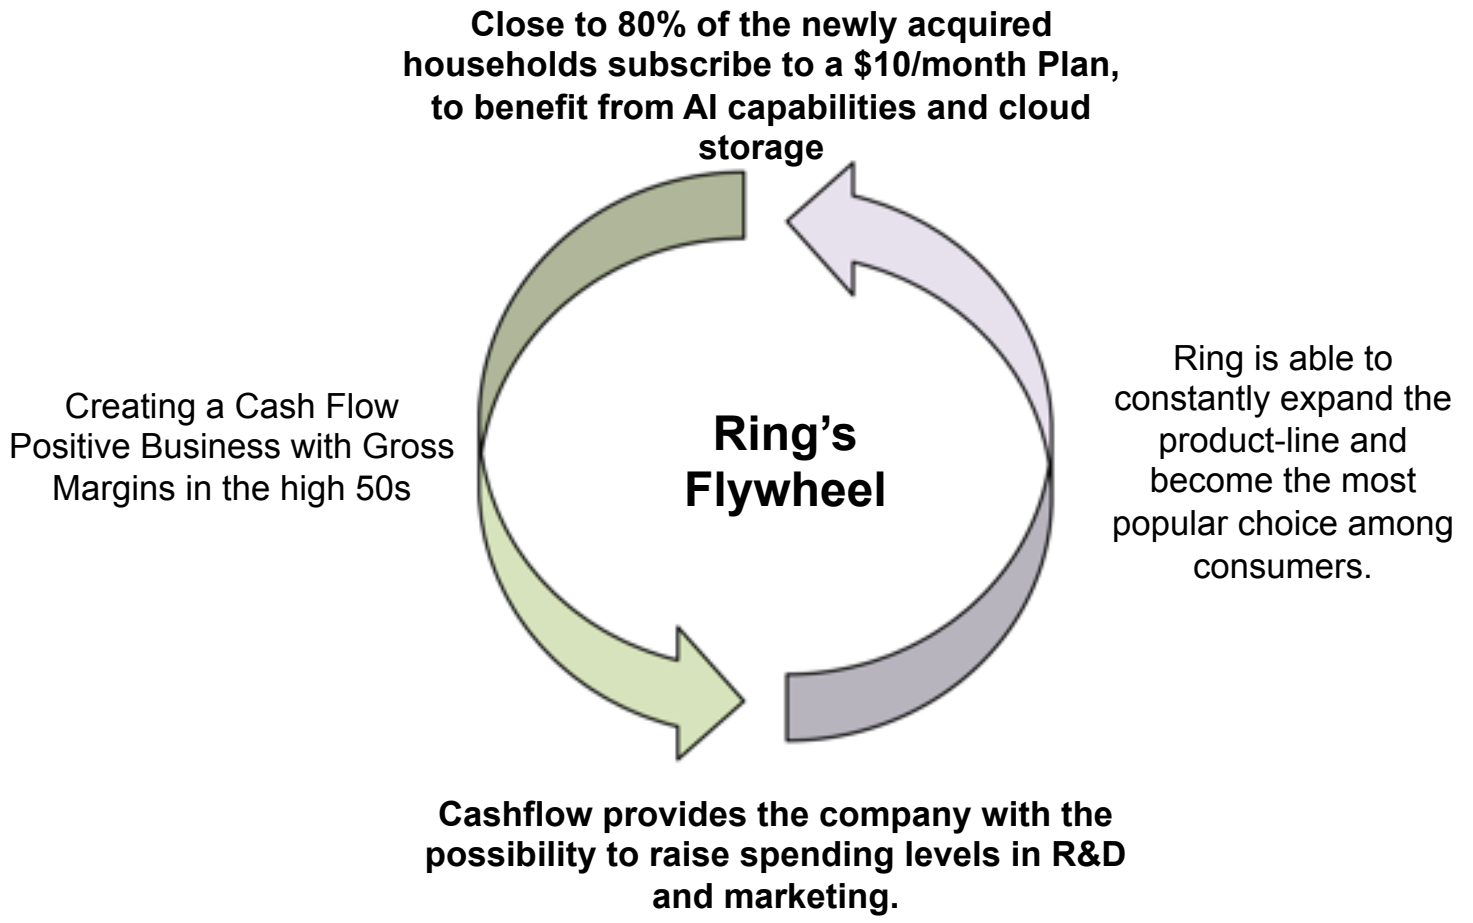 Close to 80% of the newly acquired
households subscribe to a $10/month Plan,
to benefit from AI capabilities and cloud
storage
Creating a Cash Flow
Positive Business with Gross
Margins in the high 50s
Ring’s
Flywheel
Ring is able to
constantly expand the
product-line and
become the most
popular choice among
consumers.
Cashflow provides the company with the
possibility to raise spending levels in R&D
and marketing.